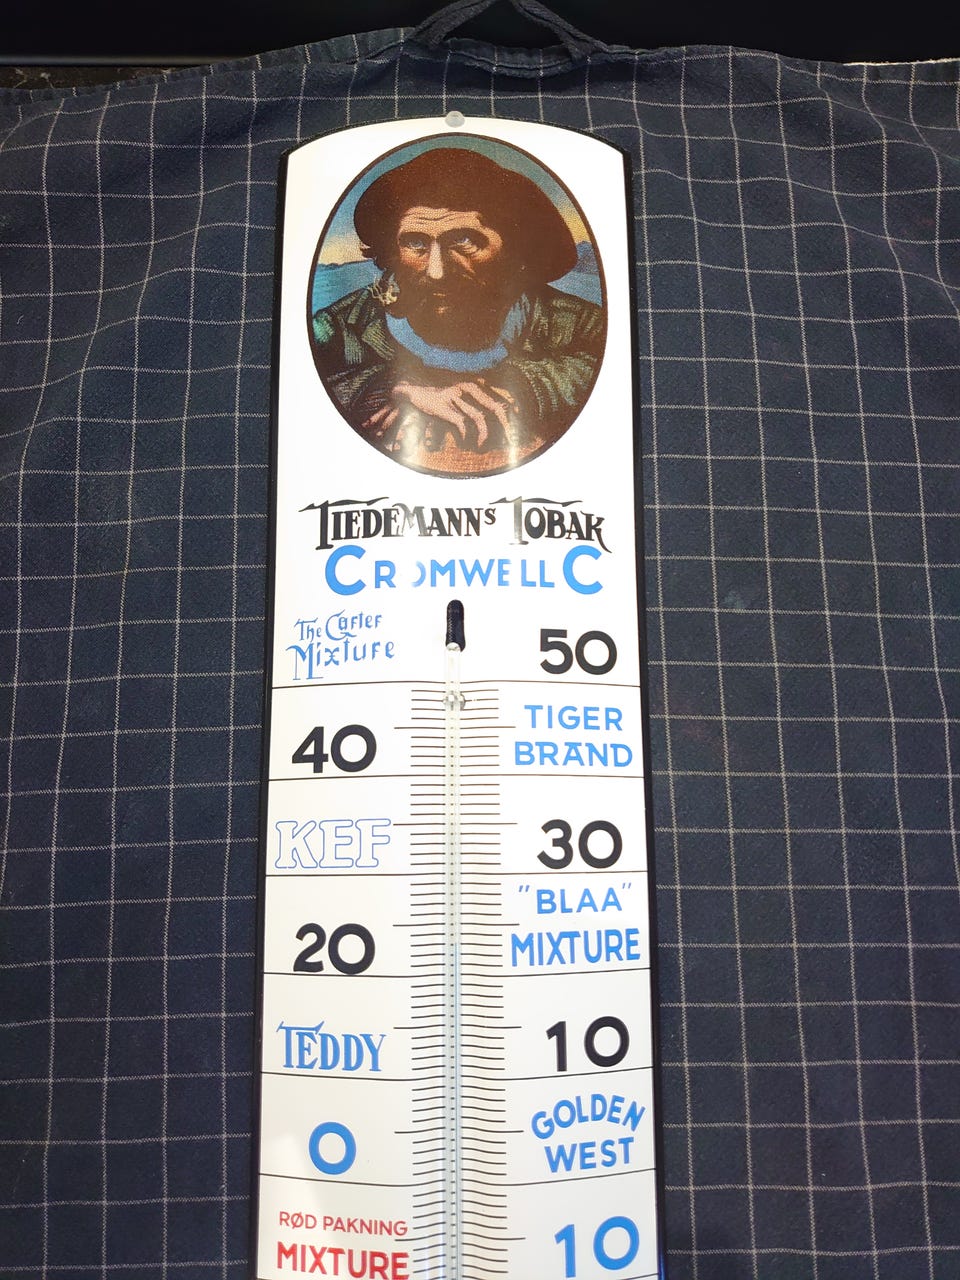 TIEDEMANNS TOBAK
CROMWELL C
The Carter
Mixture
50
40
TIGER
BRAND
KEF
30
20
"BLAA"
MIXTURE
TEDDY
10
0
GOLDEN
WEST
RØD PAKNING
MIXTURE
10